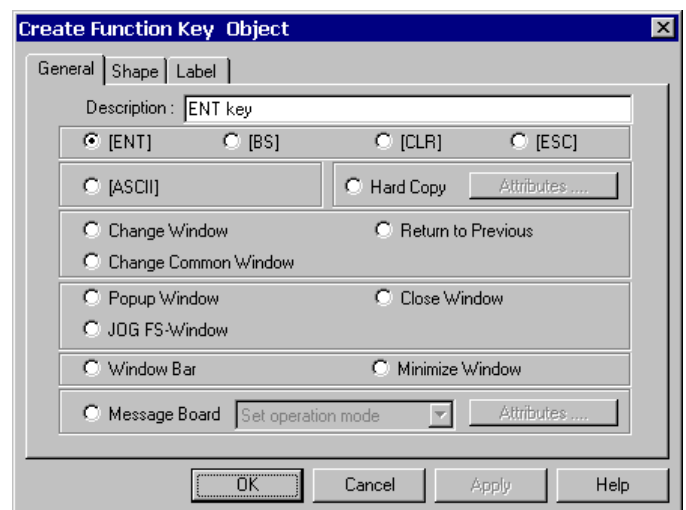 Create Function Key Object
General Shape Label
Description : ENT key
[ENT] [BS] [CLR] [ESC]
[ASCII] Hard Copy Attributes ....
Change Window Return to Previous
Change Common Window
Popup Window Close Window
JOG FS-Window
Window Bar Minimize Window
Message Board Set operation mode Attributes ....
OK Cancel Apply Help